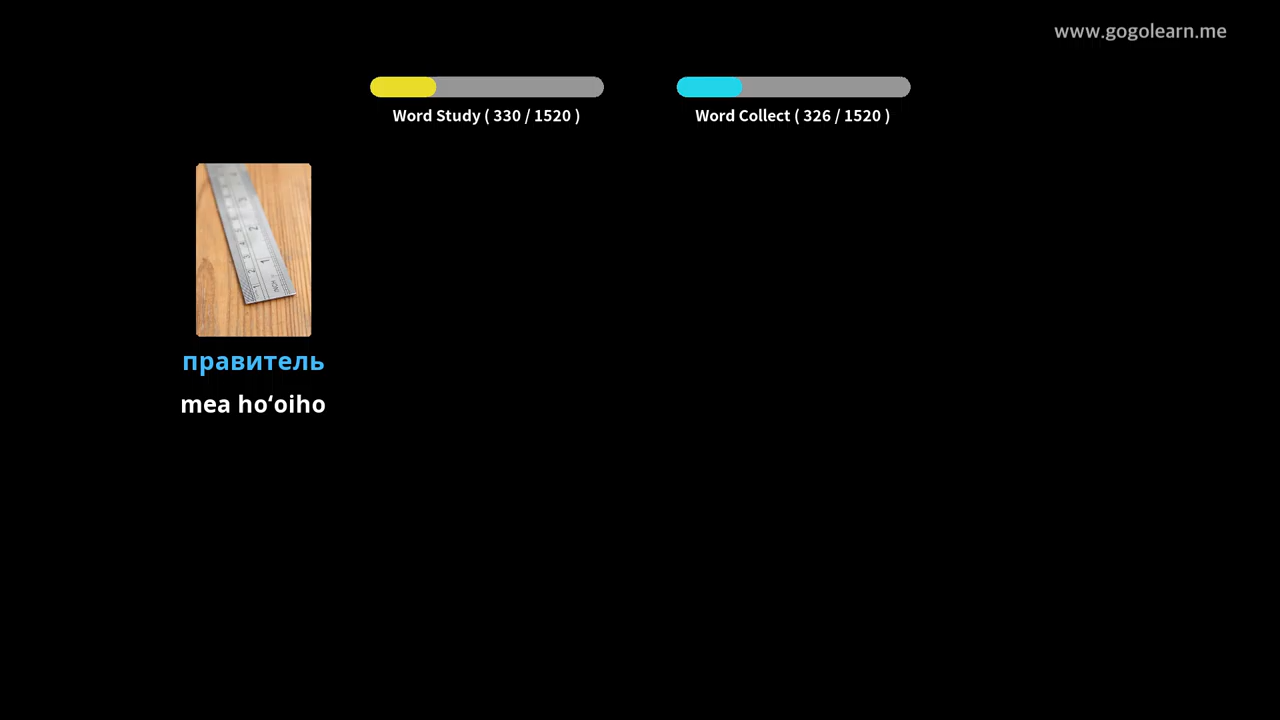 www.gogolearn.me
Word Study ( 330 / 1520 )
Word Collect ( 326 / 1520 )
правитель
mea hoʻoiho